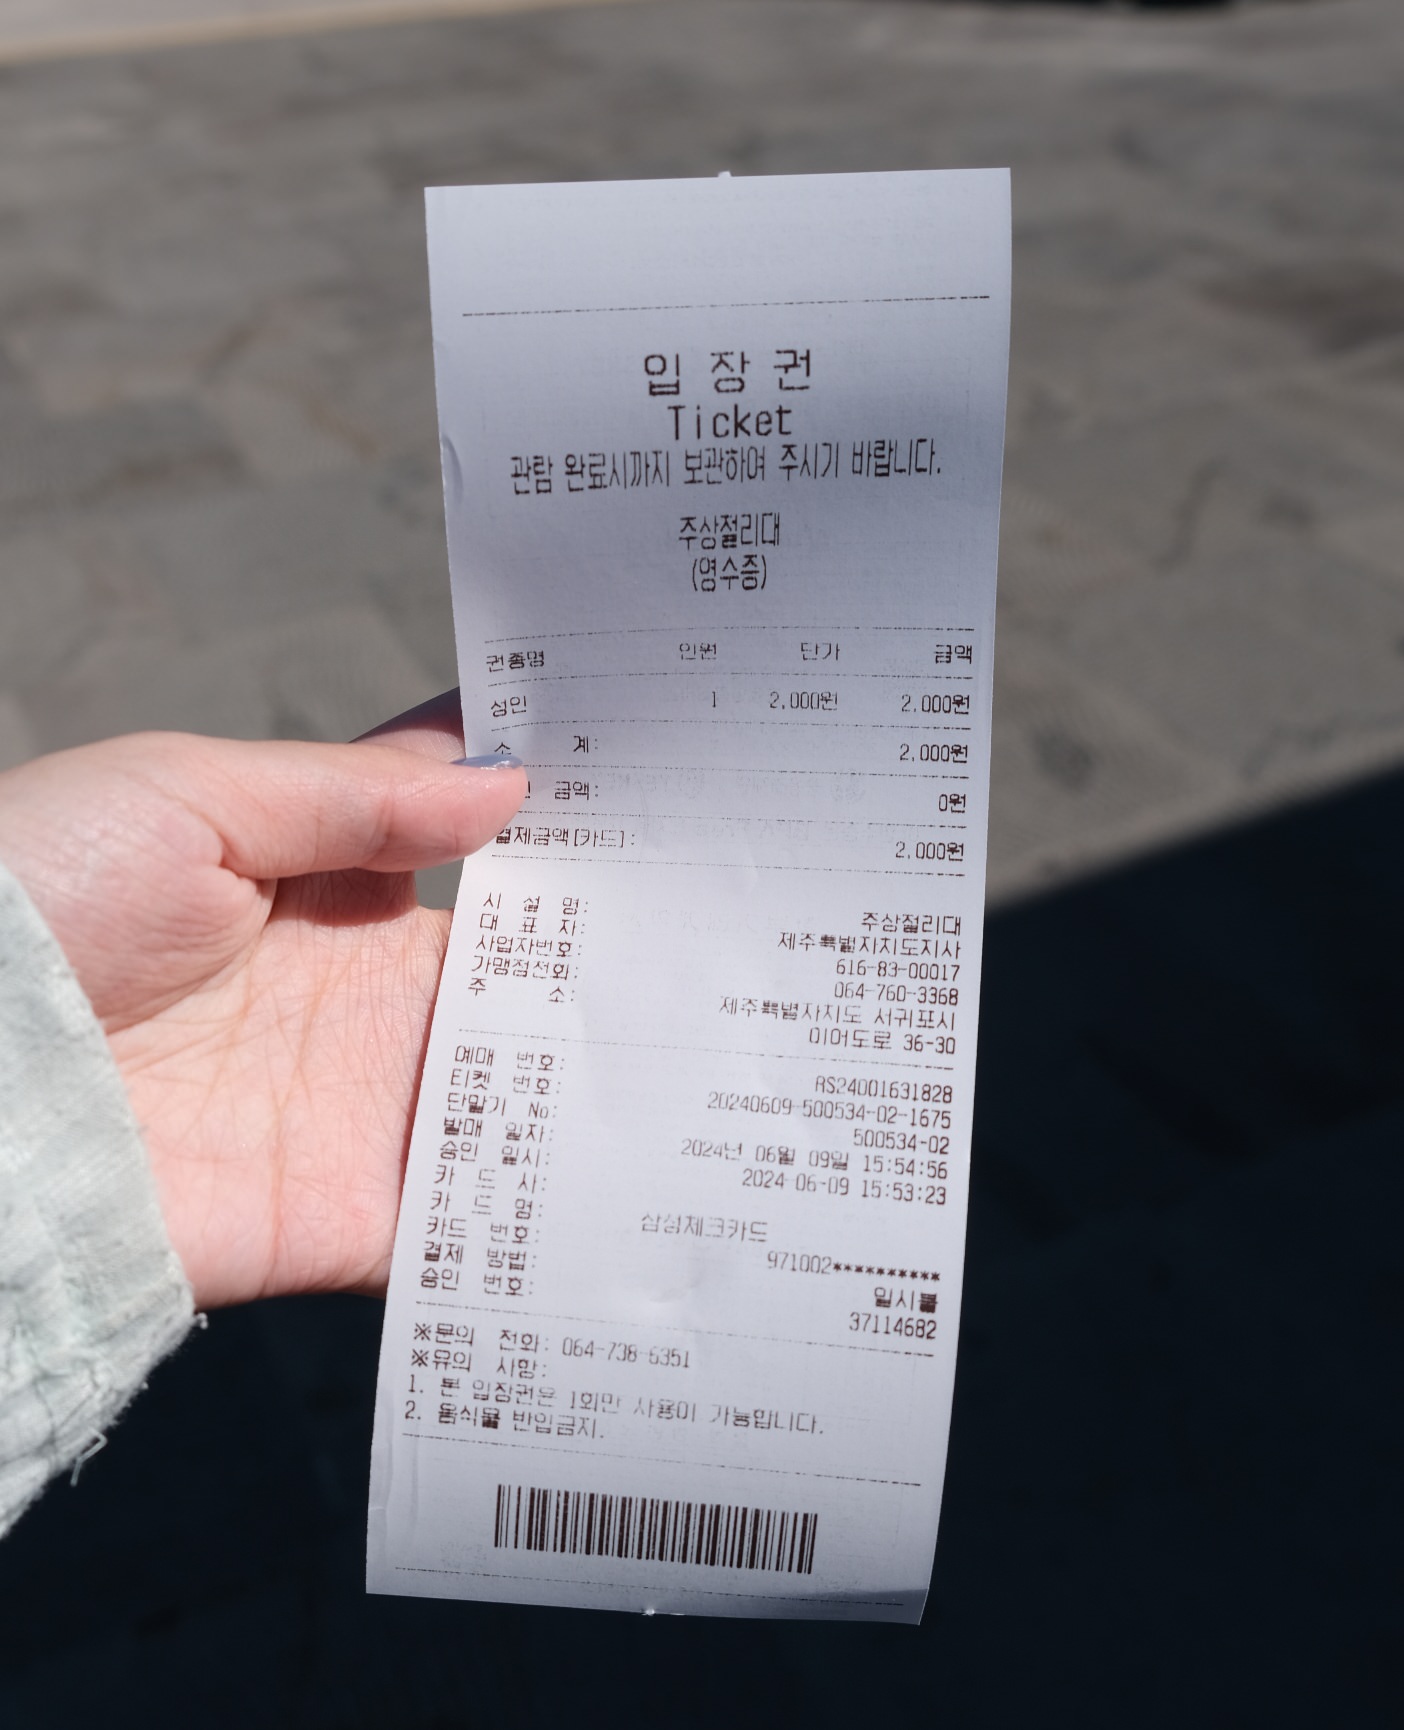 입 장 권
Ticket
관람 완료시까지 보관하여 주시기 바랍니다.
주상절리대
(영수증)
권종명 인원 단가 금액
성인 1 2,000원 2,000원
소 계: 2,000원
금액: 0원
결제금액[카드]: 2,000원
시 설 명: 주상절리대
대 표 자: 제주특별자치도지사
사업자번호: 616-83-00017
가맹점전화: 064-760-3368
주 소: 제주특별자치도 서귀포시
이어도로 36-30
예매 번호: RS24001631828
티켓 번호: 20240609-500534-02-1675
단말기 No: 500534-02
발매 일자: 2024년 06월 09일 15:54:56
승인 일시: 2024-06-09 15:53:23
카 드 사:
카 드 명: 삼성체크카드
카드 번호: 971002**********
결제 방법: 일시불
승인 번호: 37114682
※문의 전화: 064-738-6351
※유의 사항:
1. 본 입장권은 1회만 사용이 가능합니다.
2. 음식물 반입금지.